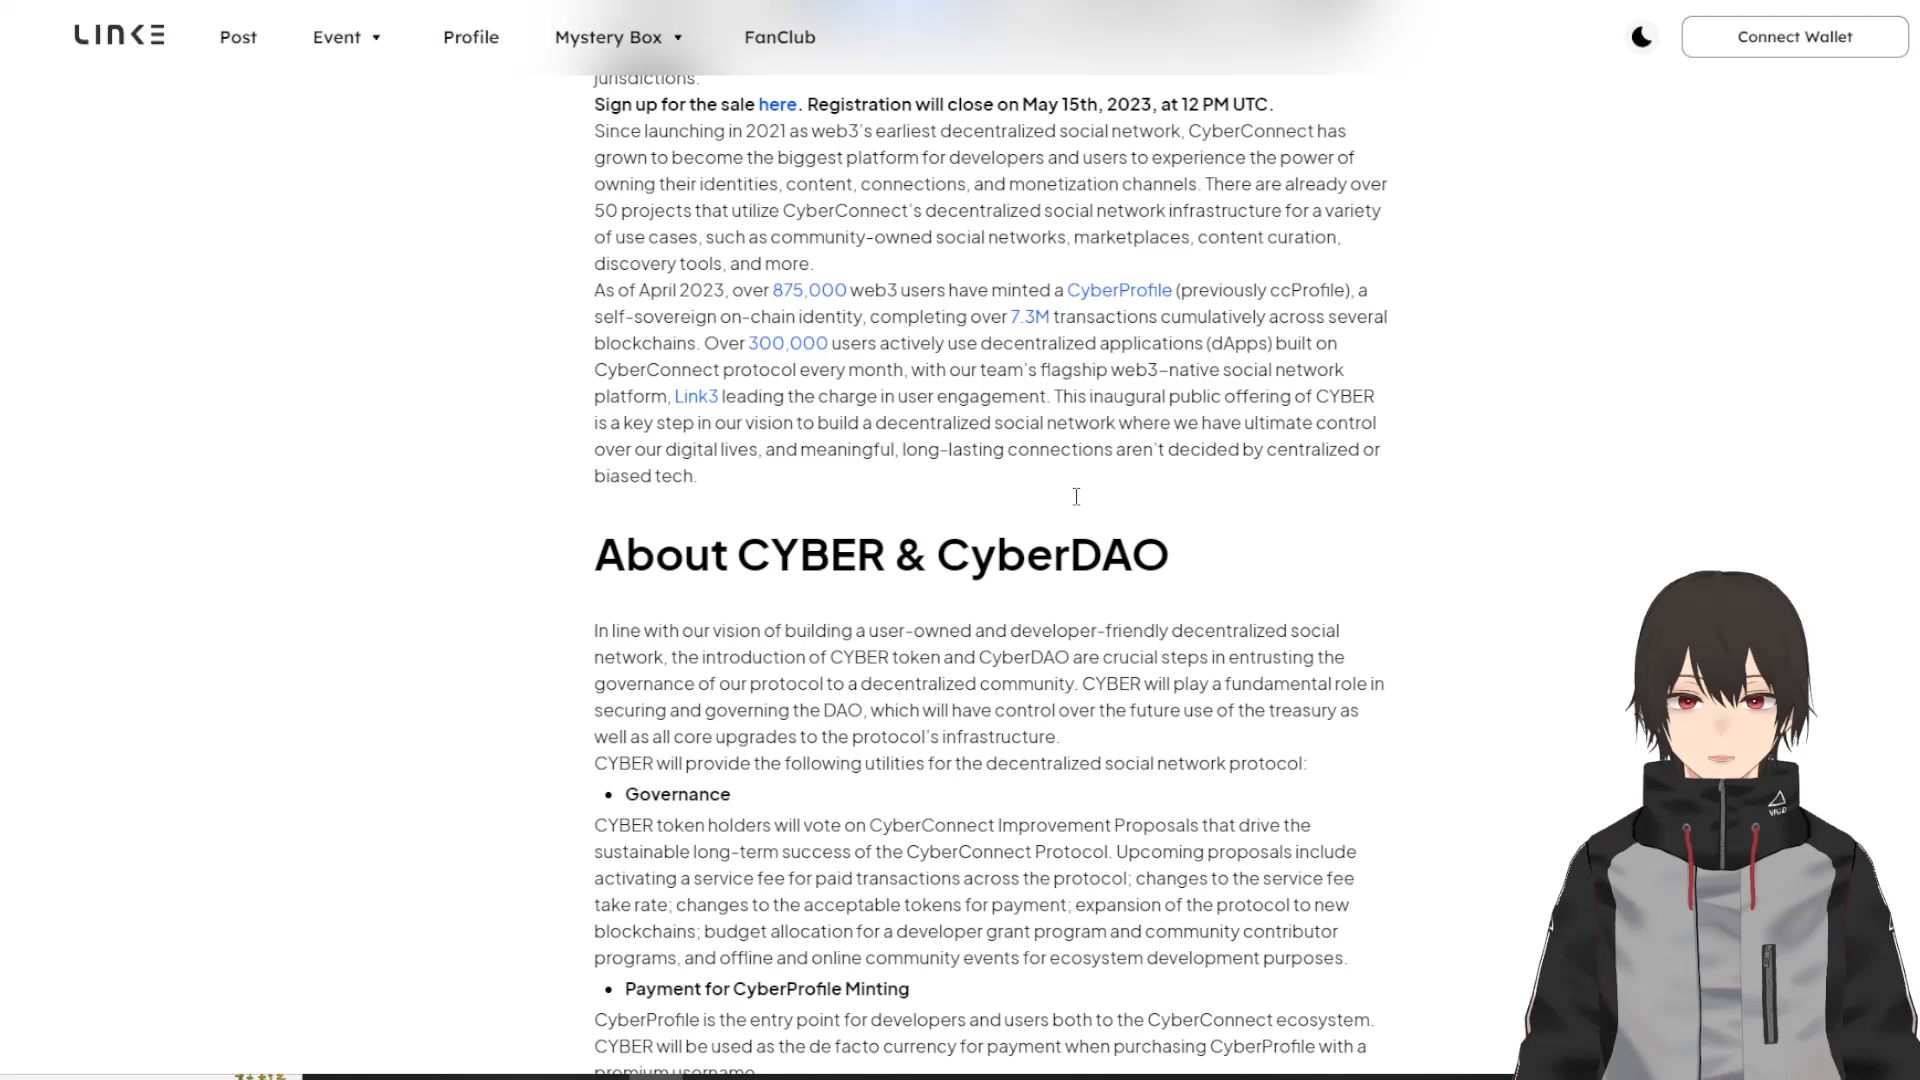 LINKE
Post
Event
Profile
Mystery Box
FanClub
Connect Wallet
jurisdictions.
Sign up for the sale here. Registration will close on May 15th, 2023, at 12 PM UTC.
Since launching in 2021 as web3's earliest decentralized social network, CyberConnect has
grown to become the biggest platform for developers and users to experience the power of
owning their identities, content, connections, and monetization channels. There are already over
50 projects that utilize CyberConnect's decentralized social network infrastructure for a variety
of use cases, such as community-owned social networks, marketplaces, content curation,
discovery tools, and more.
As of April 2023, over 875,000 web3 users have minted a CyberProfile (previously ccProfile), a
self-sovereign on-chain identity, completing over 7.3M transactions cumulatively across several
blockchains. Over 300,000 users actively use decentralized applications (dApps) built on
CyberConnect protocol every month, with our team's flagship web3-native social network
platform, Link3 leading the charge in user engagement. This inaugural public offering of CYBER
is a key step in our vision to build a decentralized social network where we have ultimate control
over our digital lives, and meaningful, long-lasting connections aren't decided by centralized or
biased tech.
About CYBER & CyberDAO
In line with our vision of building a user-owned and developer-friendly decentralized social
network, the introduction of CYBER token and CyberDAO are crucial steps in entrusting the
governance of our protocol to a decentralized community. CYBER will play a fundamental role in
securing and governing the DAO, which will have control over the future use of the treasury as
well as all core upgrades to the protocol's infrastructure.
CYBER will provide the following utilities for the decentralized social network protocol:
• Governance
CYBER token holders will vote on CyberConnect Improvement Proposals that drive the
sustainable long-term success of the CyberConnect Protocol. Upcoming proposals include
activating a service fee for paid transactions across the protocol; changes to the service fee
take rate; changes to the acceptable tokens for payment; expansion of the protocol to new
blockchains; budget allocation for a developer grant program and community contributor
programs, and offline and online community events for ecosystem development purposes.
• Payment for CyberProfile Minting
CyberProfile is the entry point for developers and users both to the CyberConnect ecosystem.
CYBER will be used as the de facto currency for payment when purchasing CyberProfile with a
premium username.